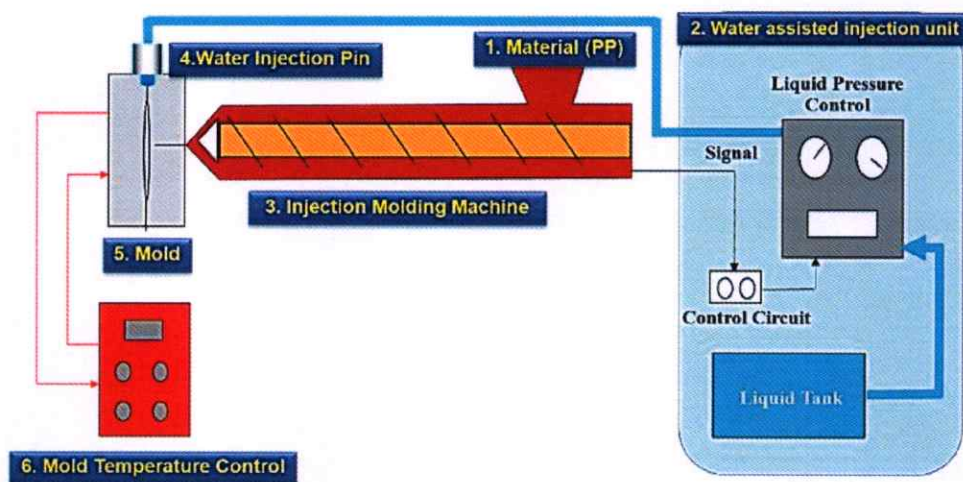 1. Material (PP)
2. Water assisted injection unit
4.Water Injection Pin
Liquid Pressure
Control
Signal
3. Injection Molding Machine
5. Mold
Control Circuit
Liquid Tank
6. Mold Temperature Control